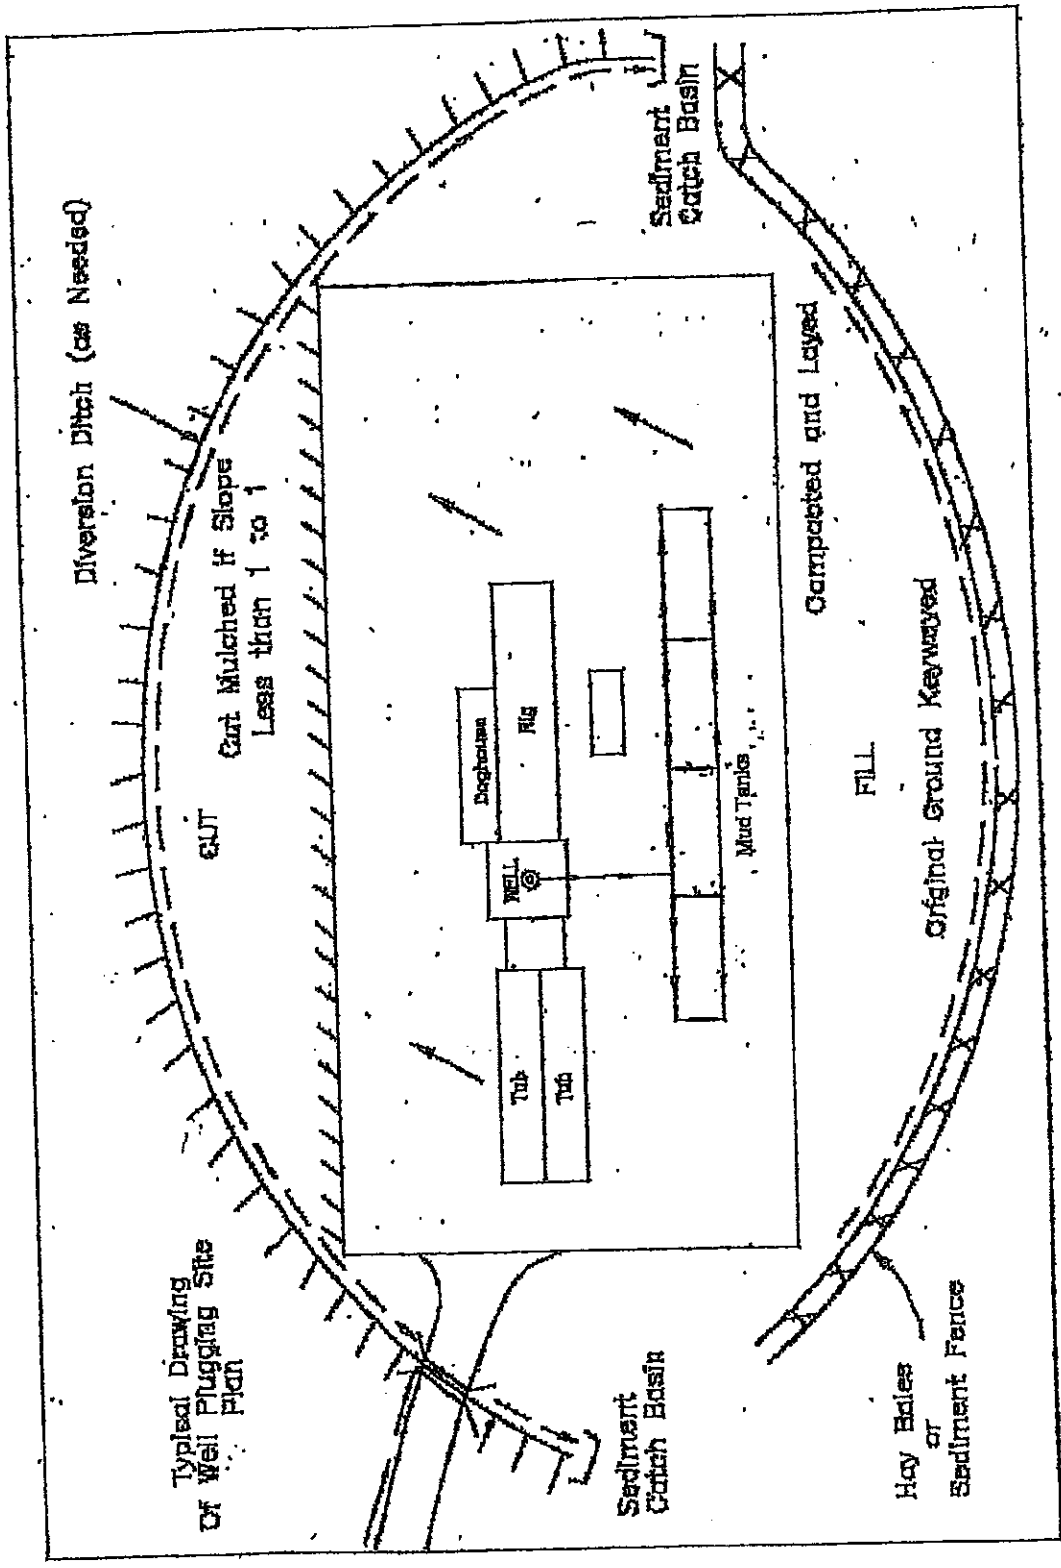 Typical Drawing
Of Well Plugging Site
Plan
Diversion Ditch (as Needed)
CUT
Cut Mulched if Slope
Less than 1 to 1
Sediment
Catch Basin
Doghouse
Rig
WELL
Tub
Tub
Mud Tanks
Compacted and Layed
FILL
Original Ground Keywayed
Sediment
Catch Basin
Hay Bales
or
Sediment Fence